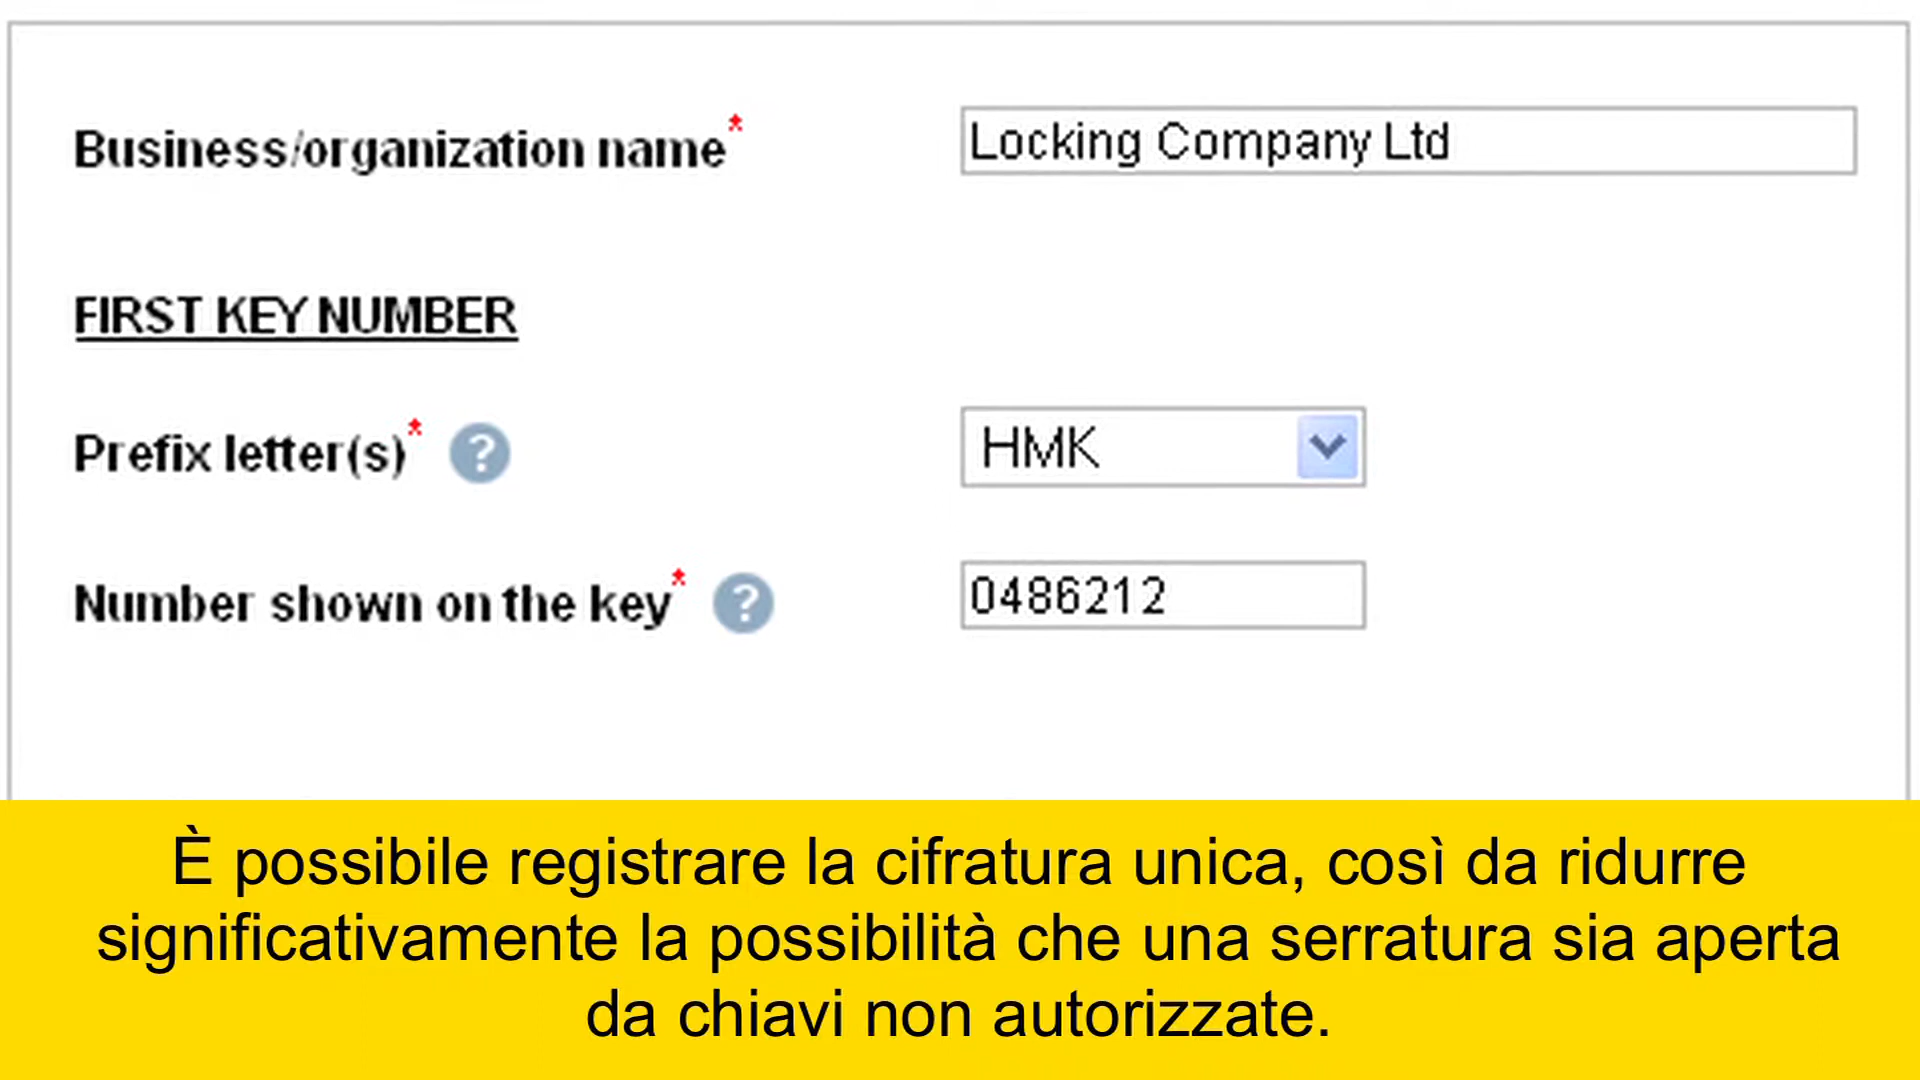 Business/organization name*
Locking Company Ltd
FIRST KEY NUMBER
Prefix letter(s)* ?
HMK
Number shown on the key* ?
0486212
È possibile registrare la cifratura unica, così da ridurre
significativamente la possibilità che una serratura sia aperta
da chiavi non autorizzate.